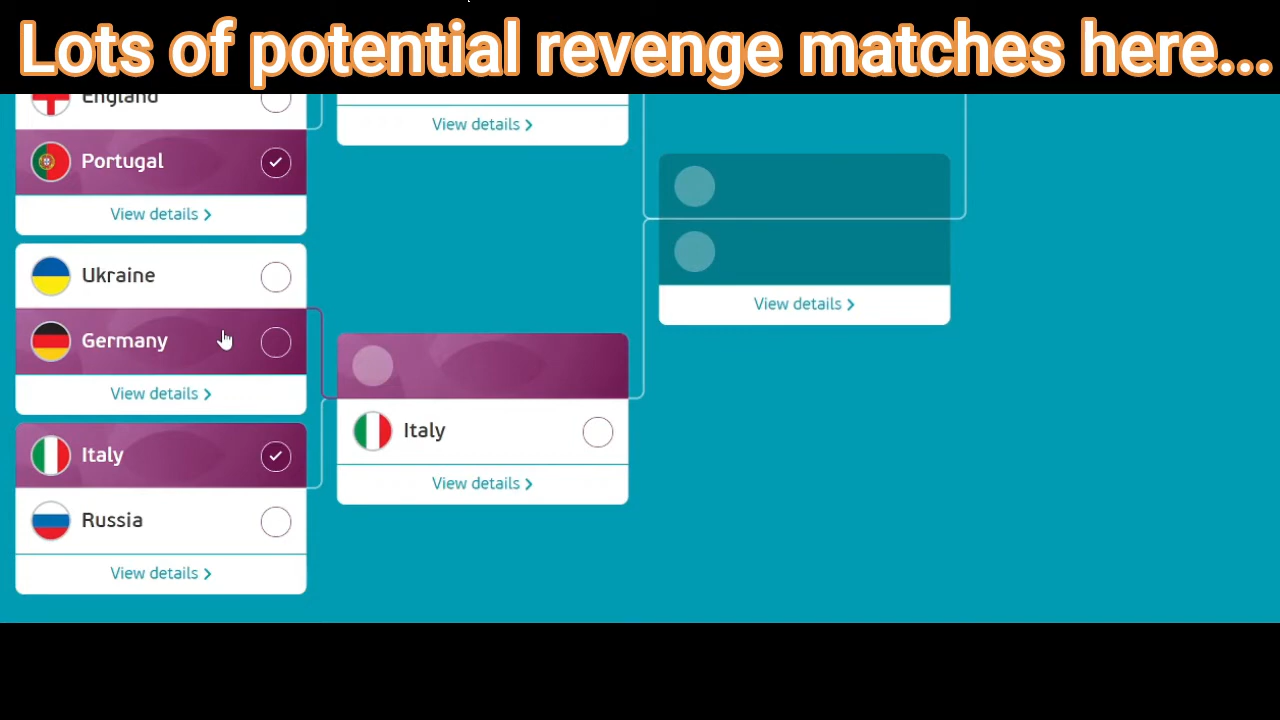 Lots of potential revenge matches here...
England
Portugal
View details
Ukraine
Germany
View details
Italy
Russia
View details
View details
Italy
View details
View details